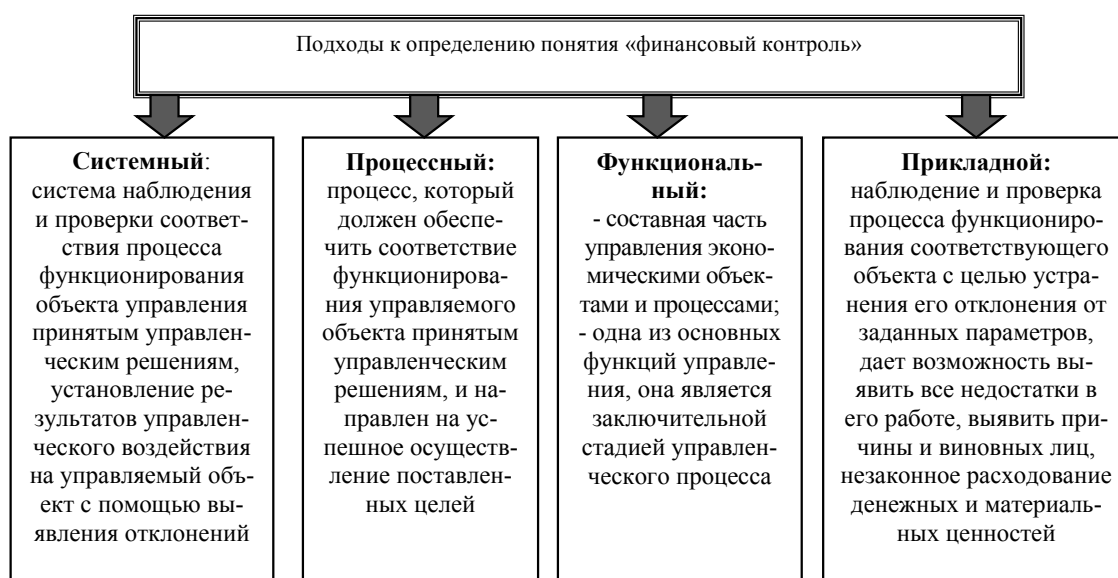 Подходы к определению понятия «финансовый контроль»
Системный:
система наблюдения
и проверки соответ-
ствия процесса
функционирования
объекта управления
принятым управлен-
ческим решениям,
установление ре-
зультатов управлен-
ческого воздействия
на управляемый объ-
ект с помощью вы-
явления отклонений
Процессный:
процесс, который
должен обеспе-
чить соответствие
функционирова-
ния управляемого
объекта принятым
управленческим
решениям, и на-
правлен на ус-
пешное осуществ-
ление поставлен-
ных целей
Функциональ-
ный:
- составная часть
управления эконо-
мическими объек-
тами и процессами;
- одна из основных
функций управле-
ния, она является
заключительной
стадией управлен-
ческого процесса
Прикладной:
наблюдение и проверка
процесса функциониро-
вания соответствующего
объекта с целью устра-
нения его отклонения от
заданных параметров,
дает возможность вы-
явить все недостатки в
его работе, выявить при-
чины и виновных лиц,
незаконное расходование
денежных и материаль-
ных ценностей